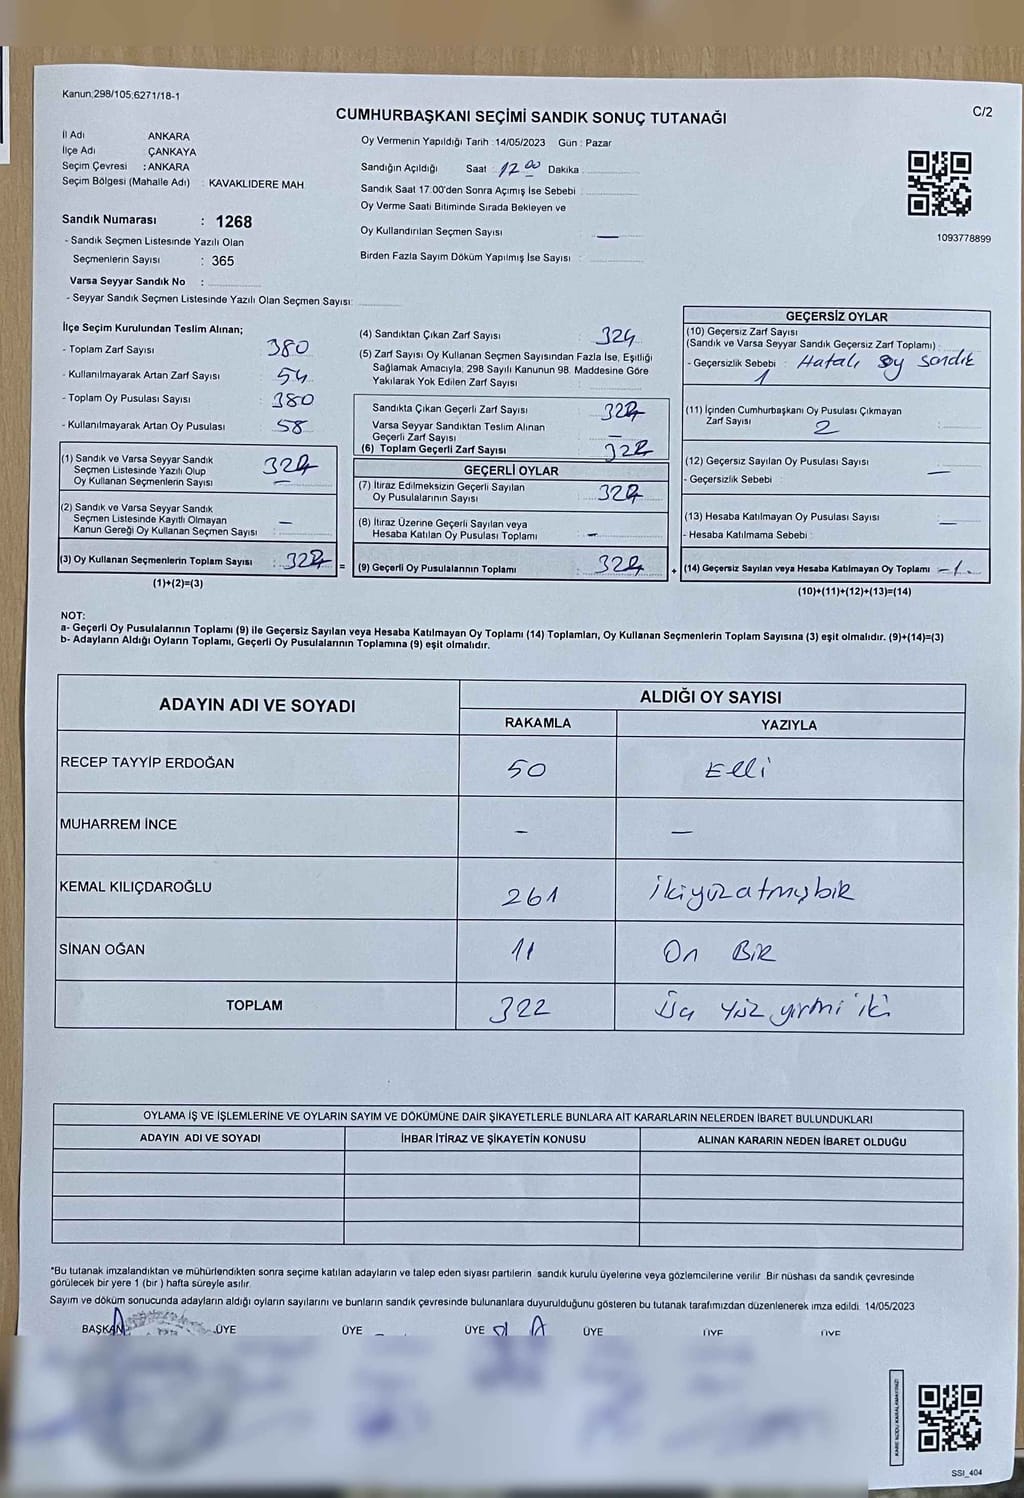 Kanun:298/105,6271/18-1
CUMHURBAŞKANI SEÇİMİ SANDIK SONUÇ TUTANAĞI
C/2
İl Adı ANKARA
İlçe Adı ÇANKAYA
Seçim Çevresi : ANKARA
Seçim Bölgesi (Mahalle Adı) : KAVAKLIDERE MAH.
Oy Vermenin Yapıldığı Tarih : 14/05/2023 Gün : Pazar
Sandığın Açıldığı Saat : 17 00 Dakika
Sandık Saat 17:00'den Sonra Açımış İse Sebebi
Oy Verme Saati Bitiminde Sırada Bekleyen ve
Oy Kullandırılan Seçmen Sayısı : —
Birden Fazla Sayım Döküm Yapılmış İse Sayısı :
1093778899
Sandık Numarası : 1268
- Sandık Seçmen Listesinde Yazılı Olan
Seçmenlerin Sayısı : 365
Varsa Seyyar Sandık No :
- Seyyar Sandık Seçmen Listesinde Yazılı Olan Seçmen Sayısı:
İlçe Seçim Kurulundan Teslim Alınan;
- Toplam Zarf Sayısı 380
- Kullanılmayarak Artan Zarf Sayısı : 54
- Toplam Oy Pusulası Sayısı : 380
- Kullanılmayarak Artan Oy Pusulası 58
(1) Sandık ve Varsa Seyyar Sandık
Seçmen Listesinde Yazılı Olup
Oy Kullanan Seçmenlerin Sayısı
(2) Sandık ve Varsa Seyyar Sandık
Seçmen Listesinde Kayıtlı Olmayan
Kanun Gereği Oy Kullanan Seçmen Sayısı : —
(3) Oy Kullanan Seçmenlerin Toplam Sayısı :
(1)+(2)=(3)
(4) Sandıktan Çıkan Zarf Sayısı : 324
(5) Zarf Sayısı Oy Kullanan Seçmen Sayısından Fazla İse, Eşitliği
Sağlamak Amacıyla; 298 Sayılı Kanunun 98. Maddesine Göre
Yakılarak Yok Edilen Zarf Sayısı :
Sandıkta Çıkan Geçerli Zarf Sayısı
Varsa Seyyar Sandıktan Teslim Alınan
Geçerli Zarf Sayısı —
(6) Toplam Geçerli Zarf Sayısı
GEÇERLİ OYLAR
(7) İtiraz Edilmeksizin Geçerli Sayılan
Oy Pusulalarının Sayısı
(8) İtiraz Üzerine Geçerli Sayılan veya
Hesaba Katılan Oy Pusulası Toplamı : —
= (9) Geçerli Oy Pusulalarının Toplamı :
GEÇERSİZ OYLAR
(10) Geçersiz Zarf Sayısı
(Sandık ve Varsa Seyyar Sandık Geçersiz Zarf Toplamı) :
- Geçersizlik Sebebi : Hatalı oy sandık
1
(11) İçinden Cumhurbaşkanı Oy Pusulası Çıkmayan
Zarf Sayısı 2
(12) Geçersiz Sayılan Oy Pusulası Sayısı —
- Geçersizlik Sebebi :
(13) Hesaba Katılmayan Oy Pusulası Sayısı —
- Hesaba Katılmama Sebebi :
+ (14) Geçersiz Sayılan veya Hesaba Katılmayan Oy Toplamı -1-
(10)+(11)+(12)+(13)=(14)
NOT:
a- Geçerli Oy Pusulalarının Toplamı (9) ile Geçersiz Sayılan veya Hesaba Katılmayan Oy Toplamı (14) Toplamları, Oy Kullanan Seçmenlerin Toplam Sayısına (3) eşit olmalıdır. (9)+(14)=(3)
b- Adayların Aldığı Oyların Toplamı, Geçerli Oy Pusulalarının Toplamına (9) eşit olmalıdır.
ADAYIN ADI VE SOYADI ALDIĞI OY SAYISI
RAKAMLA YAZIYLA
RECEP TAYYİP ERDOĞAN 50 Elli
MUHARREM İNCE — —
KEMAL KILIÇDAROĞLU 261 İkiyüzatmışbir
SİNAN OĞAN 11 On Bir
TOPLAM 322 Üç Yüz yirmi iki
OYLAMA İŞ VE İŞLEMLERİNE VE OYLARIN SAYIM VE DÖKÜMÜNE DAİR ŞİKAYETLERLE BUNLARA AİT KARARLARIN NELERDEN İBARET BULUNDUKLARI
ADAYIN ADI VE SOYADI İHBAR İTİRAZ VE ŞİKAYETİN KONUSU ALINAN KARARIN NEDEN İBARET OLDUĞU
*Bu tutanak imzalandıktan ve mühürlendikten sonra seçime katılan adayların ve talep eden siyasi partilerin sandık kurulu üyelerine veya gözlemcilerine verilir. Bir nüshası da sandık çevresinde
görülecek bir yere 1 (bir ) hafta süreyle asılır.
Sayım ve döküm sonucunda adayların aldığı oyların sayılarını ve bunların sandık çevresinde bulunanlara duyurulduğunu gösteren bu tutanak tarafımızdan düzenlenerek imza edildi. 14/05/2023
BAŞKAN ÜYE ÜYE ÜYE ÜYE ÜYE ÜYE
KARE KODU KARALAMAYINIZ!
SSI_404